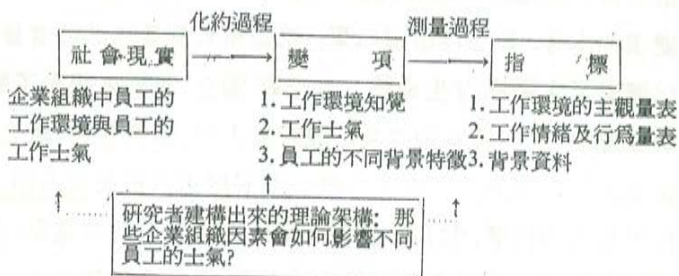 化約過程
測量過程
社會現實
變項
指標
企業組織中員工的
工作環境與員工的
工作士氣
1. 工作環境知覺
2. 工作士氣
3. 員工的不同背景特徵
1. 工作環境的主觀量表
2. 工作情緒及行爲量表
3. 背景資料
研究者建構出來的理論架構：那
些企業組織因素會如何影響不同
員工的士氣？